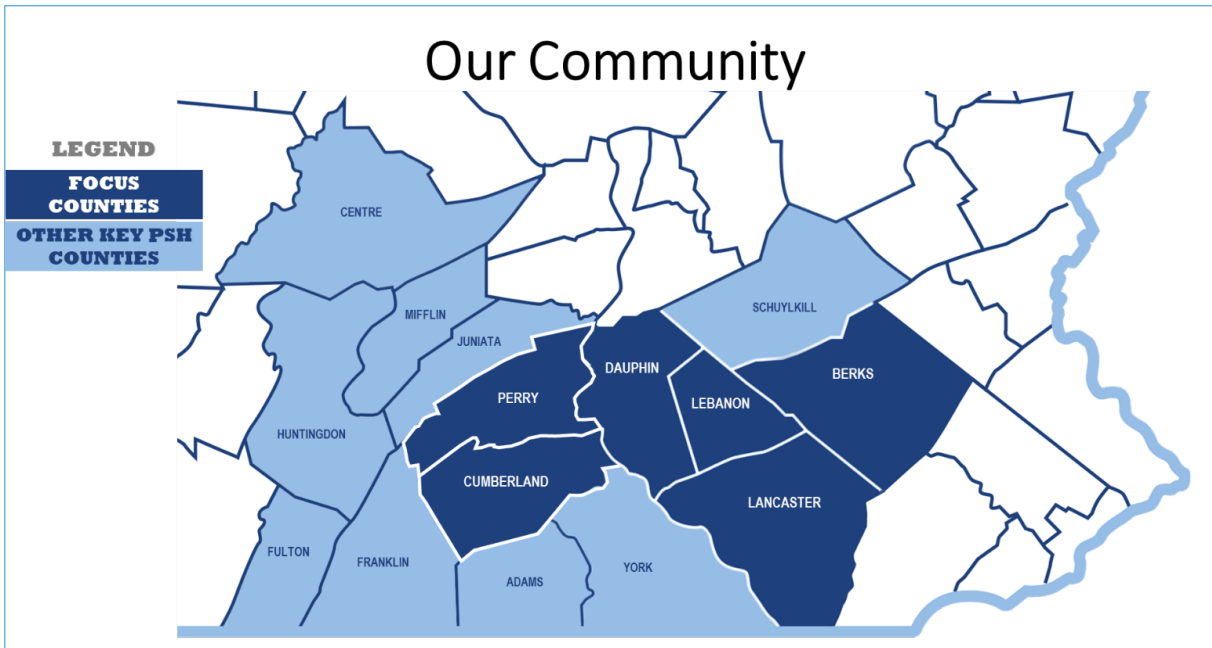 Our Community
LEGEND
FOCUS
COUNTIES
OTHER KEY PSH
COUNTIES
CENTRE
MIFFLIN
JUNIATA
SCHUYLKILL
PERRY
DAUPHIN
LEBANON
BERKS
HUNTINGDON
CUMBERLAND
LANCASTER
FULTON
FRANKLIN
ADAMS
YORK